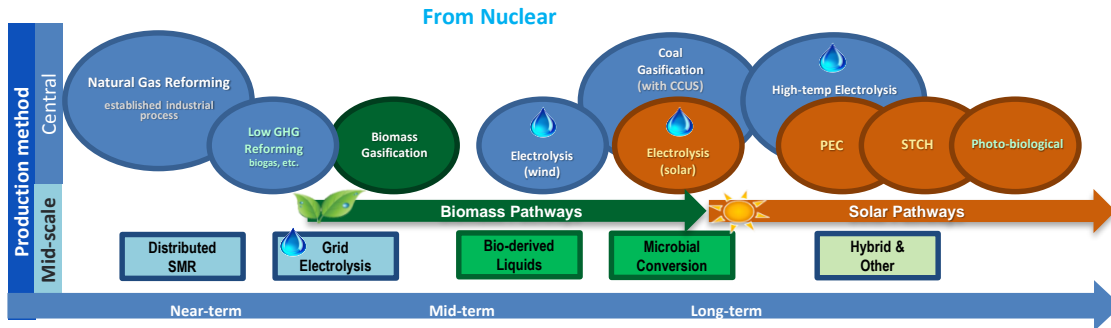 From Nuclear
Production method
Central
Mid-scale
Natural Gas Reforming
established industrial
process
Low GHG
Reforming
biogas, etc.
Biomass
Gasification
Electrolysis
(wind)
Coal
Gasification
(with CCUS)
Electrolysis
(solar)
High-temp Electrolysis
PEC
STCH
Photo-biological
Biomass Pathways
Solar Pathways
Distributed
SMR
Grid
Electrolysis
Bio-derived
Liquids
Microbial
Conversion
Hybrid &
Other
Near-term
Mid-term
Long-term